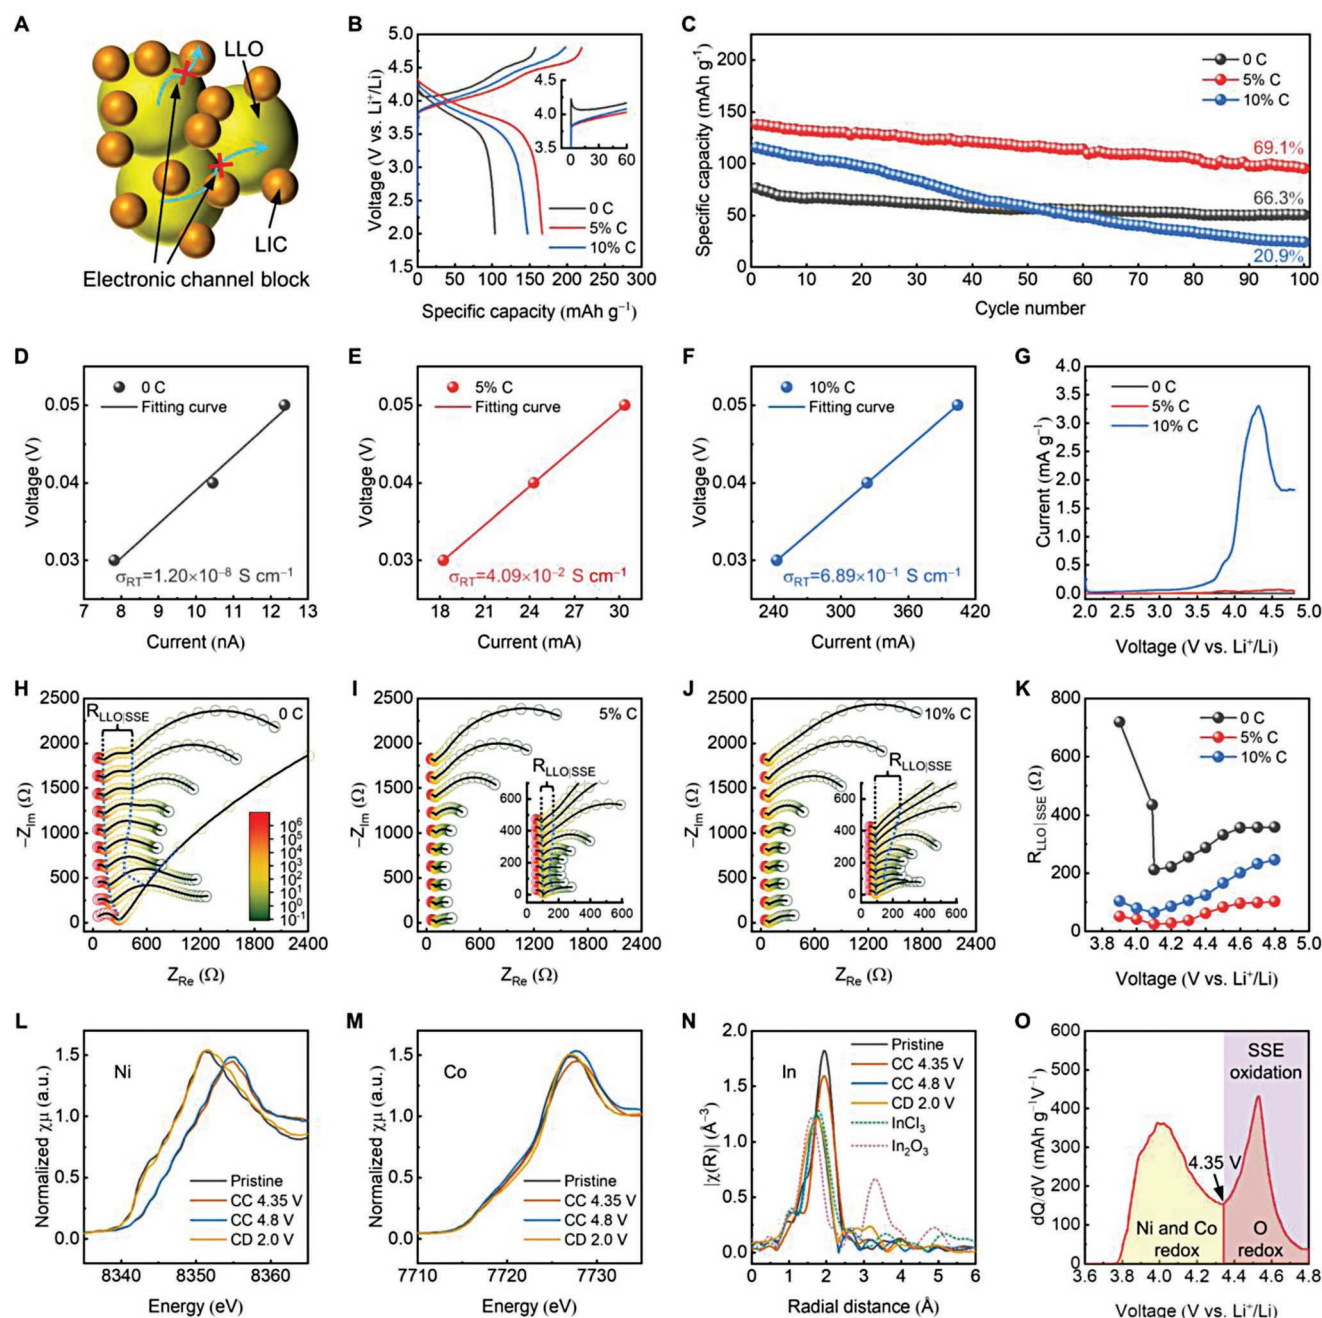 A
LLO
LIC
Electronic channel block
B
Voltage (V vs. Li⁺/Li)
5.0
4.5
4.0
3.5
3.0
2.5
2.0
1.5
4.5
4.0
3.5
0 30 60
0 C
5% C
10% C
0 50 100 150 200 250 300
Specific capacity (mAh g⁻¹)
C
Specific capacity (mAh g⁻¹)
200
150
100
50
0
0 C
5% C
10% C
69.1%
66.3%
20.9%
0 10 20 30 40 50 60 70 80 90 100
Cycle number
D
Voltage (V)
0.05
0.04
0.03
0 C
Fitting curve
σRT=1.20×10⁻⁸ S cm⁻¹
7 8 9 10 11 12 13
Current (nA)
E
Voltage (V)
0.05
0.04
0.03
5% C
Fitting curve
σRT=4.09×10⁻² S cm⁻¹
18 21 24 27 30
Current (mA)
F
Voltage (V)
0.05
0.04
0.03
10% C
Fitting curve
σRT=6.89×10⁻¹ S cm⁻¹
240 300 360 420
Current (mA)
G
Current (mA g⁻¹)
4.0
3.5
3.0
2.5
2.0
1.5
1.0
0.5
0.0
0 C
5% C
10% C
2.0 2.5 3.0 3.5 4.0 4.5 5.0
Voltage (V vs. Li⁺/Li)
H
-ZIm (Ω)
2500
2000
1500
1000
500
0
RLLO|SSE
0 C
10⁶
10⁵
10⁴
10³
10²
10¹
10⁰
10⁻¹
0 600 1200 1800 2400
ZRe (Ω)
I
-ZIm (Ω)
2500
2000
1500
1000
500
0
5% C
RLLO|SSE
600
400
200
0
0 200 400 600
0 600 1200 1800 2400
ZRe (Ω)
J
-ZIm (Ω)
2500
2000
1500
1000
500
0
10% C
RLLO|SSE
600
400
200
0
0 200 400 600
0 600 1200 1800 2400
ZRe (Ω)
K
RLLO|SSE (Ω)
800
600
400
200
0
0 C
5% C
10% C
3.8 4.0 4.2 4.4 4.6 4.8 5.0
Voltage (V vs. Li⁺/Li)
L
Normalized χμ (a.u.)
1.5
1.0
0.5
0.0
Ni
Pristine
CC 4.35 V
CC 4.8 V
CD 2.0 V
8340 8350 8360
Energy (eV)
M
Normalized χμ (a.u.)
1.5
1.0
0.5
0.0
Co
Pristine
CC 4.35 V
CC 4.8 V
CD 2.0 V
7710 7720 7730
Energy (eV)
N
|χ(R)| (Å⁻³)
2.0
1.5
1.0
0.5
0.0
In
Pristine
CC 4.35 V
CC 4.8 V
CD 2.0 V
InCl₃
In₂O₃
0 1 2 3 4 5 6
Radial distance (Å)
O
dQ/dV (mAh g⁻¹V⁻¹)
600
500
400
300
200
100
0
SSE
oxidation
4.35 V
Ni and Co
redox
O
redox
3.6 3.8 4.0 4.2 4.4 4.6 4.8
Voltage (V vs. Li⁺/Li)